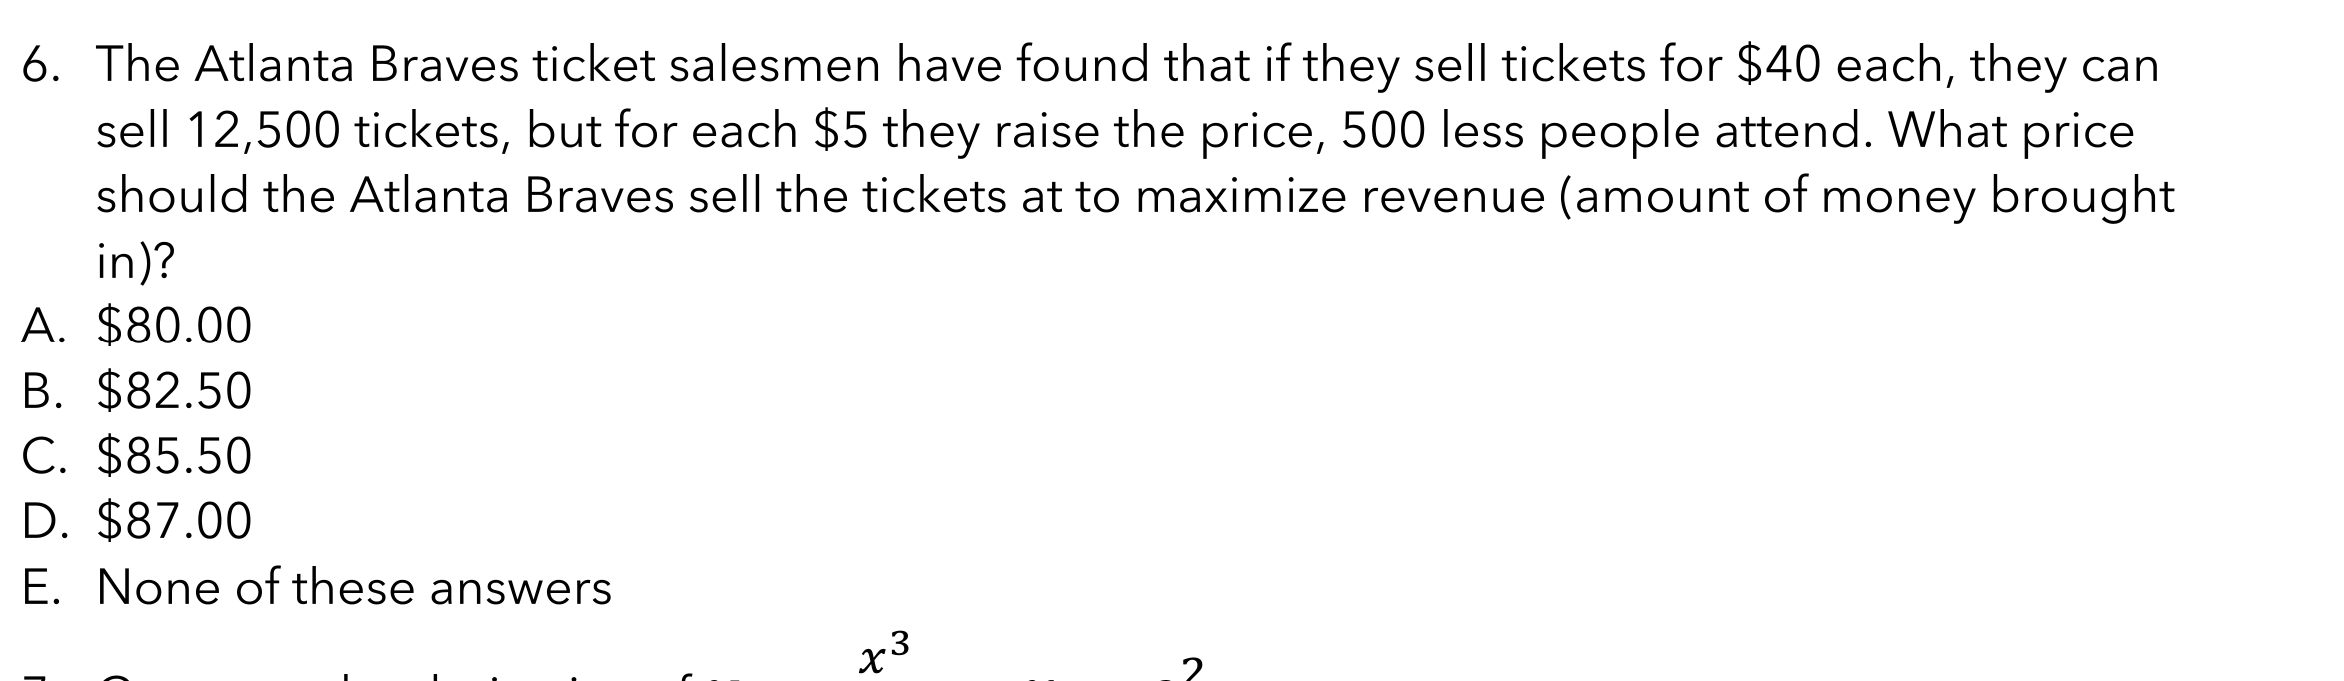 6. The Atlanta Braves ticket salesmen have found that if they sell tickets for $40 each, they can
sell 12,500 tickets, but for each $5 they raise the price, 500 less people attend. What price
should the Atlanta Braves sell the tickets at to maximize revenue (amount of money brought
in)?
A. $80.00
B. $82.50
C. $85.50
D. $87.00
E. None of these answers
x³